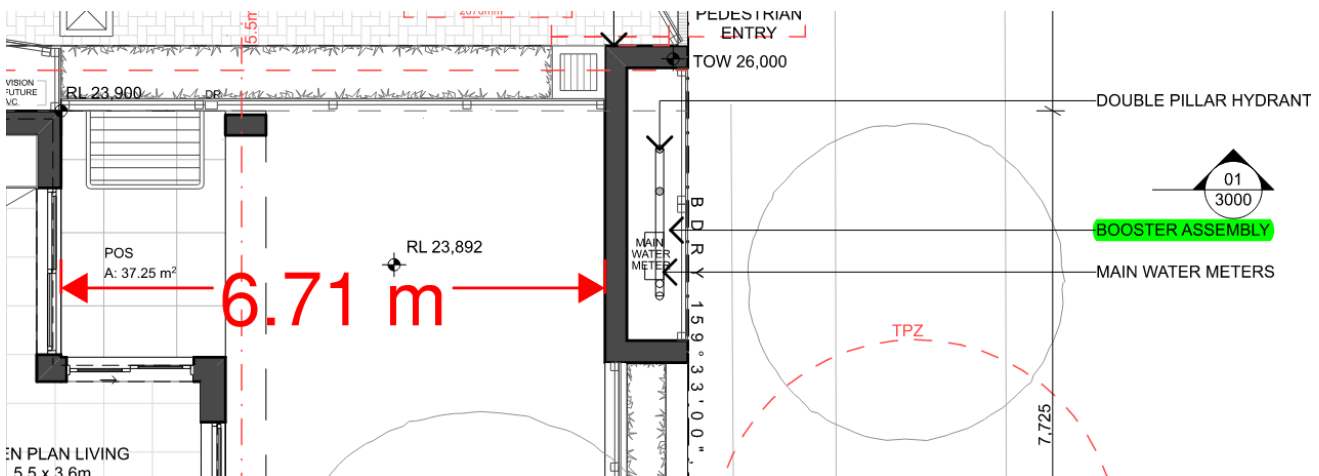 2670mm
5.5m
PEDESTRIAN
ENTRY
TOW 26,000
VISION
FUTURE
RL 23,900
DP
DOUBLE PILLAR HYDRANT
01
3000
BOOSTER ASSEMBLY
MAIN
WATER
METER
MAIN WATER METERS
BDRY 159°33'00"
POS
A: 37.25 m²
RL 23,892
6.71 m
TPZ
7,725
EN PLAN LIVING
5.5 x 3.6m